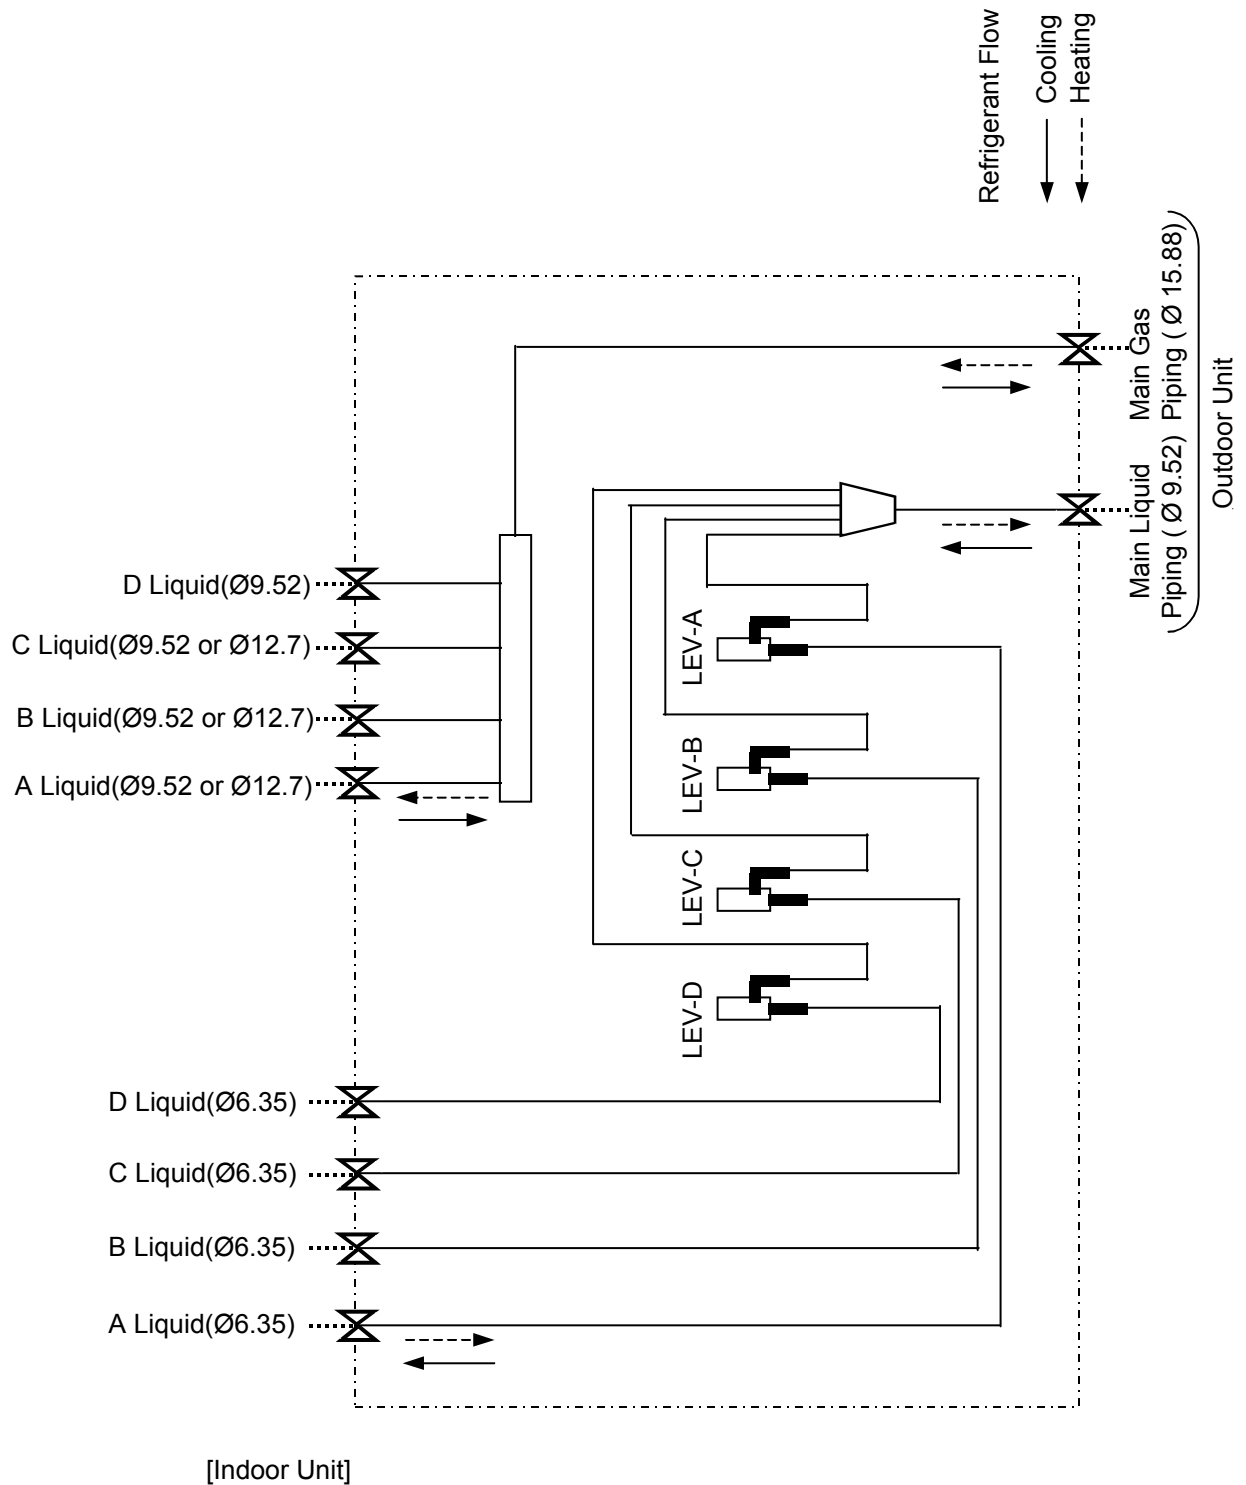 Refrigerant Flow
Cooling
Heating
Main Gas
Piping ( Ø 15.88)
Main Liquid
Piping ( Ø 9.52)
Outdoor Unit
D Liquid(Ø9.52)
C Liquid(Ø9.52 or Ø12.7)
B Liquid(Ø9.52 or Ø12.7)
A Liquid(Ø9.52 or Ø12.7)
LEV-A
LEV-B
LEV-C
LEV-D
D Liquid(Ø6.35)
C Liquid(Ø6.35)
B Liquid(Ø6.35)
A Liquid(Ø6.35)
[Indoor Unit]